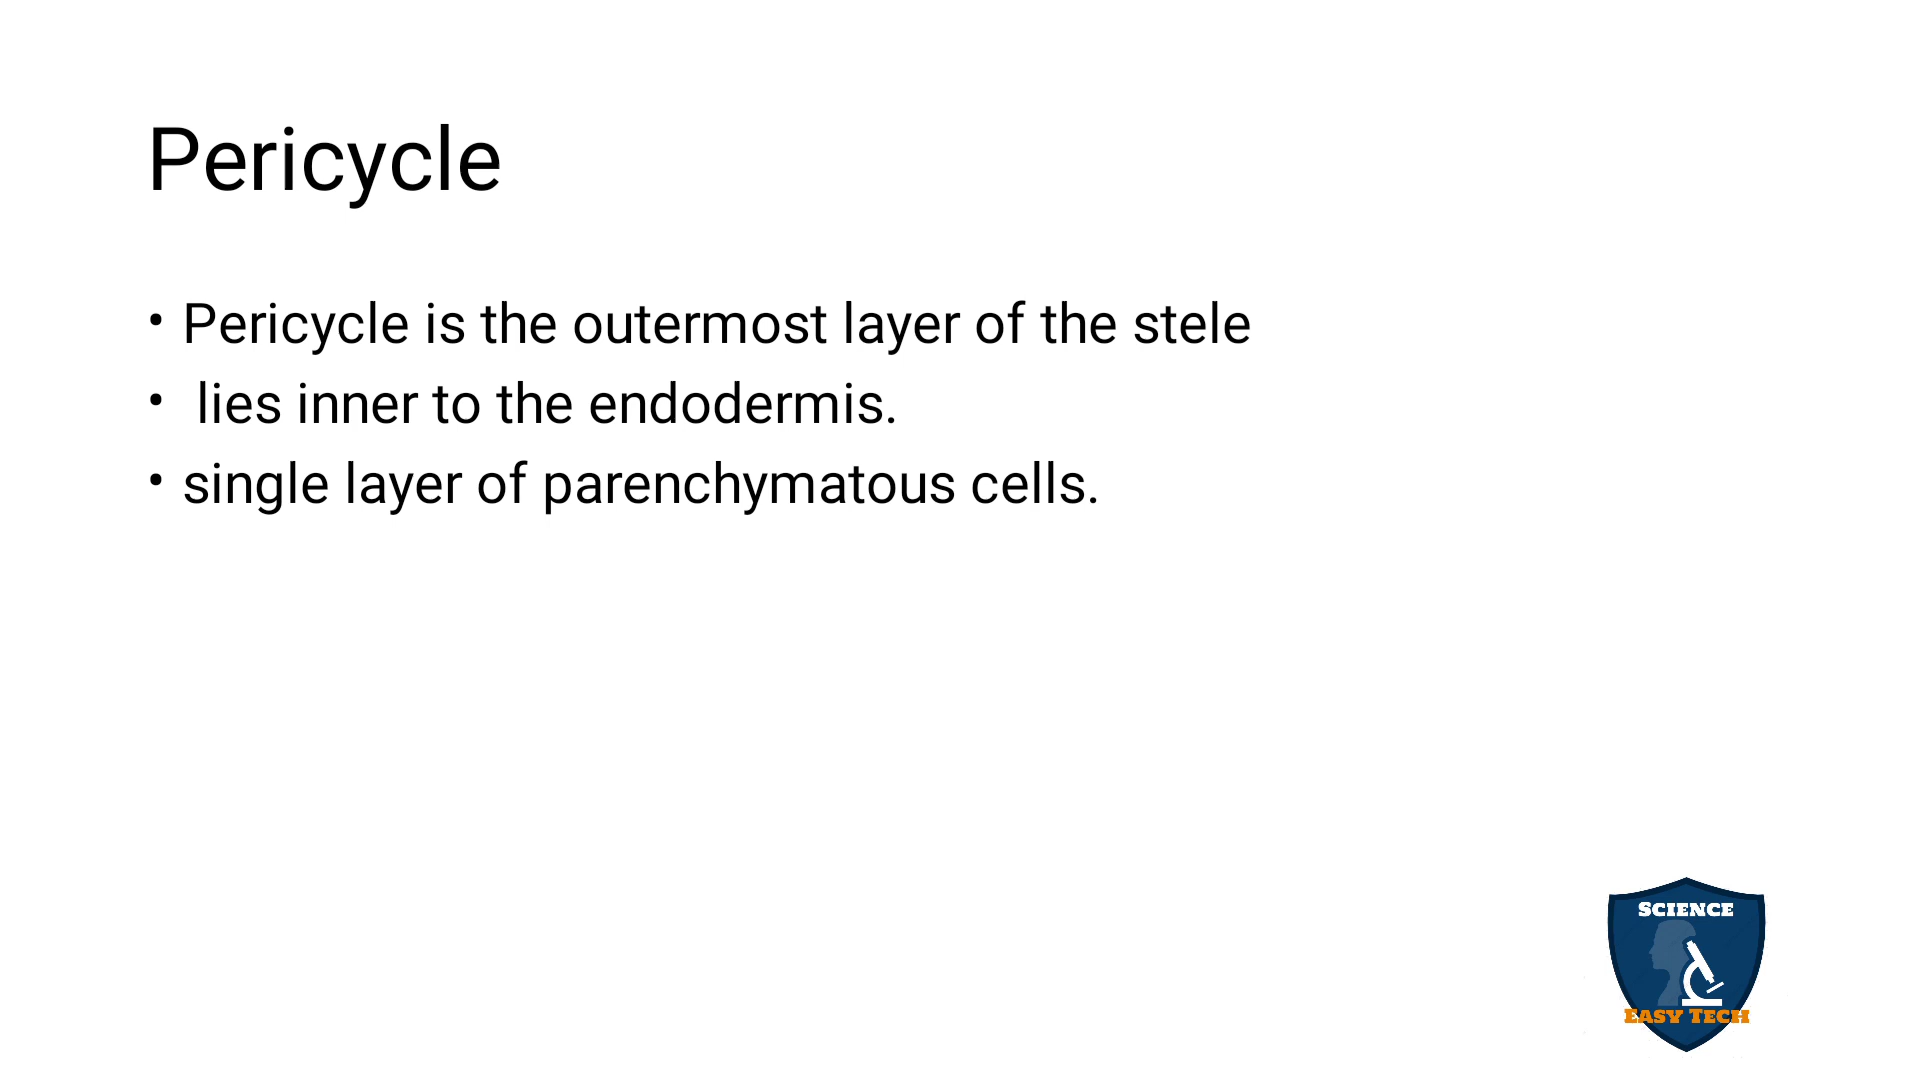 Pericycle
• Pericycle is the outermost layer of the stele
• lies inner to the endodermis.
• single layer of parenchymatous cells.
SCIENCE
EASY TECH